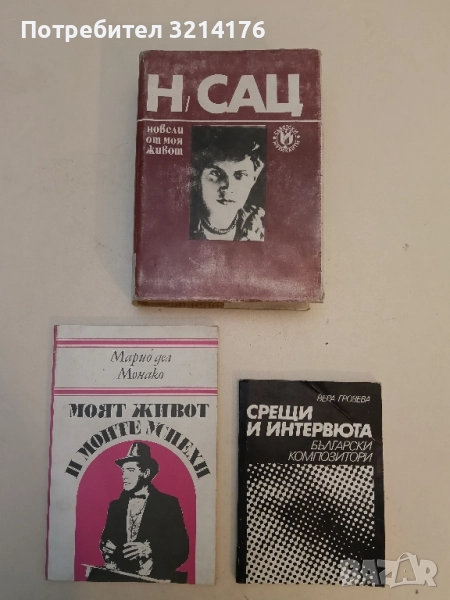 Потребител 3214176
Н/САЦ
новели
от моя
живот
Марио дел
Монако
МОЯТ ЖИВОТ
И МОИТЕ УСПЕХИ
ВЕРА ГРОЗЕВА
СРЕЩИ
И ИНТЕРВЮТА
БЪЛГАРСКИ
КОМПОЗИТОРИ
BAZAR